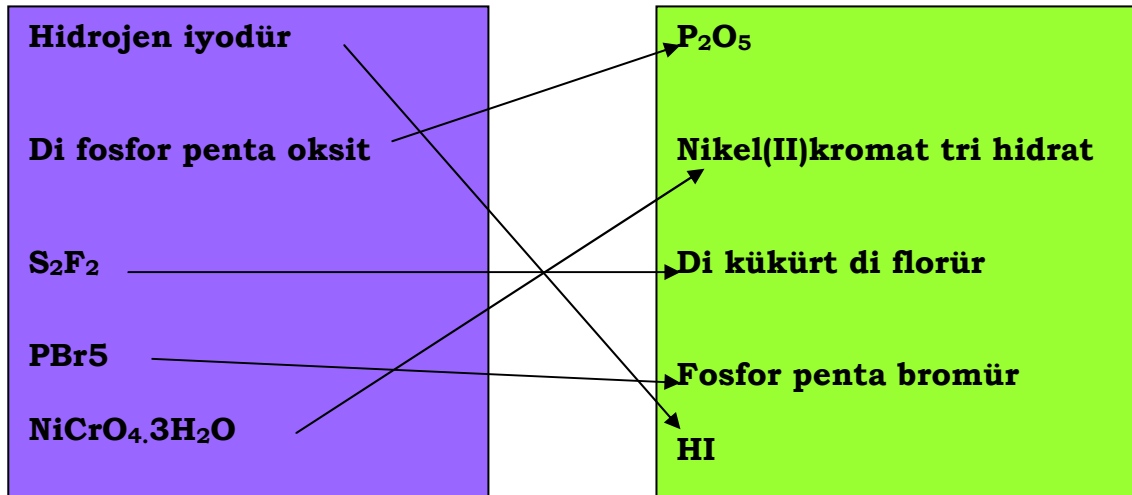 Hidrojen iyodür
Di fosfor penta oksit
S₂F₂
PBr5
NiCrO₄.3H₂O
P₂O₅
Nikel(II)kromat tri hidrat
Di kükürt di florür
Fosfor penta bromür
HI